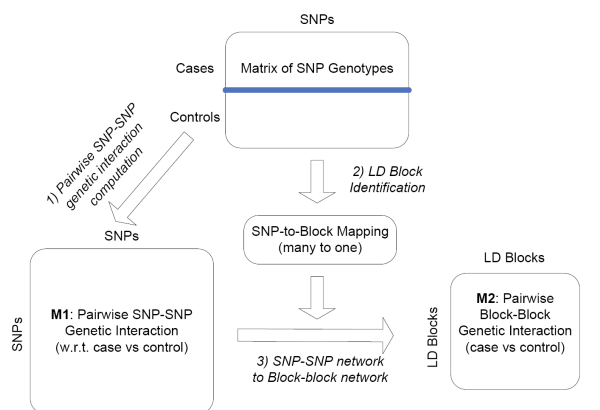 SNPs
Cases
Matrix of SNP Genotypes
Controls
1) Pairwise SNP-SNP
genetic interaction
computation
2) LD Block
Identification
SNP-to-Block Mapping
(many to one)
SNPs
SNPs
M1: Pairwise SNP-SNP
Genetic Interaction
(w.r.t. case vs control)
3) SNP-SNP network
to Block-block network
LD Blocks
LD Blocks
M2: Pairwise
Block-Block
Genetic Interaction
(case vs control)